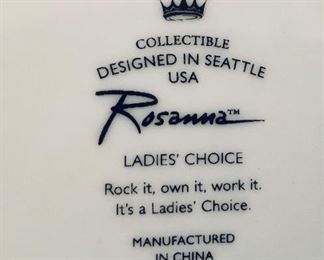 COLLECTIBLE
DESIGNED IN SEATTLE
USA
Rosanna™
LADIES' CHOICE
Rock it, own it, work it.
It's a Ladies' Choice.
MANUFACTURED
IN CHINA